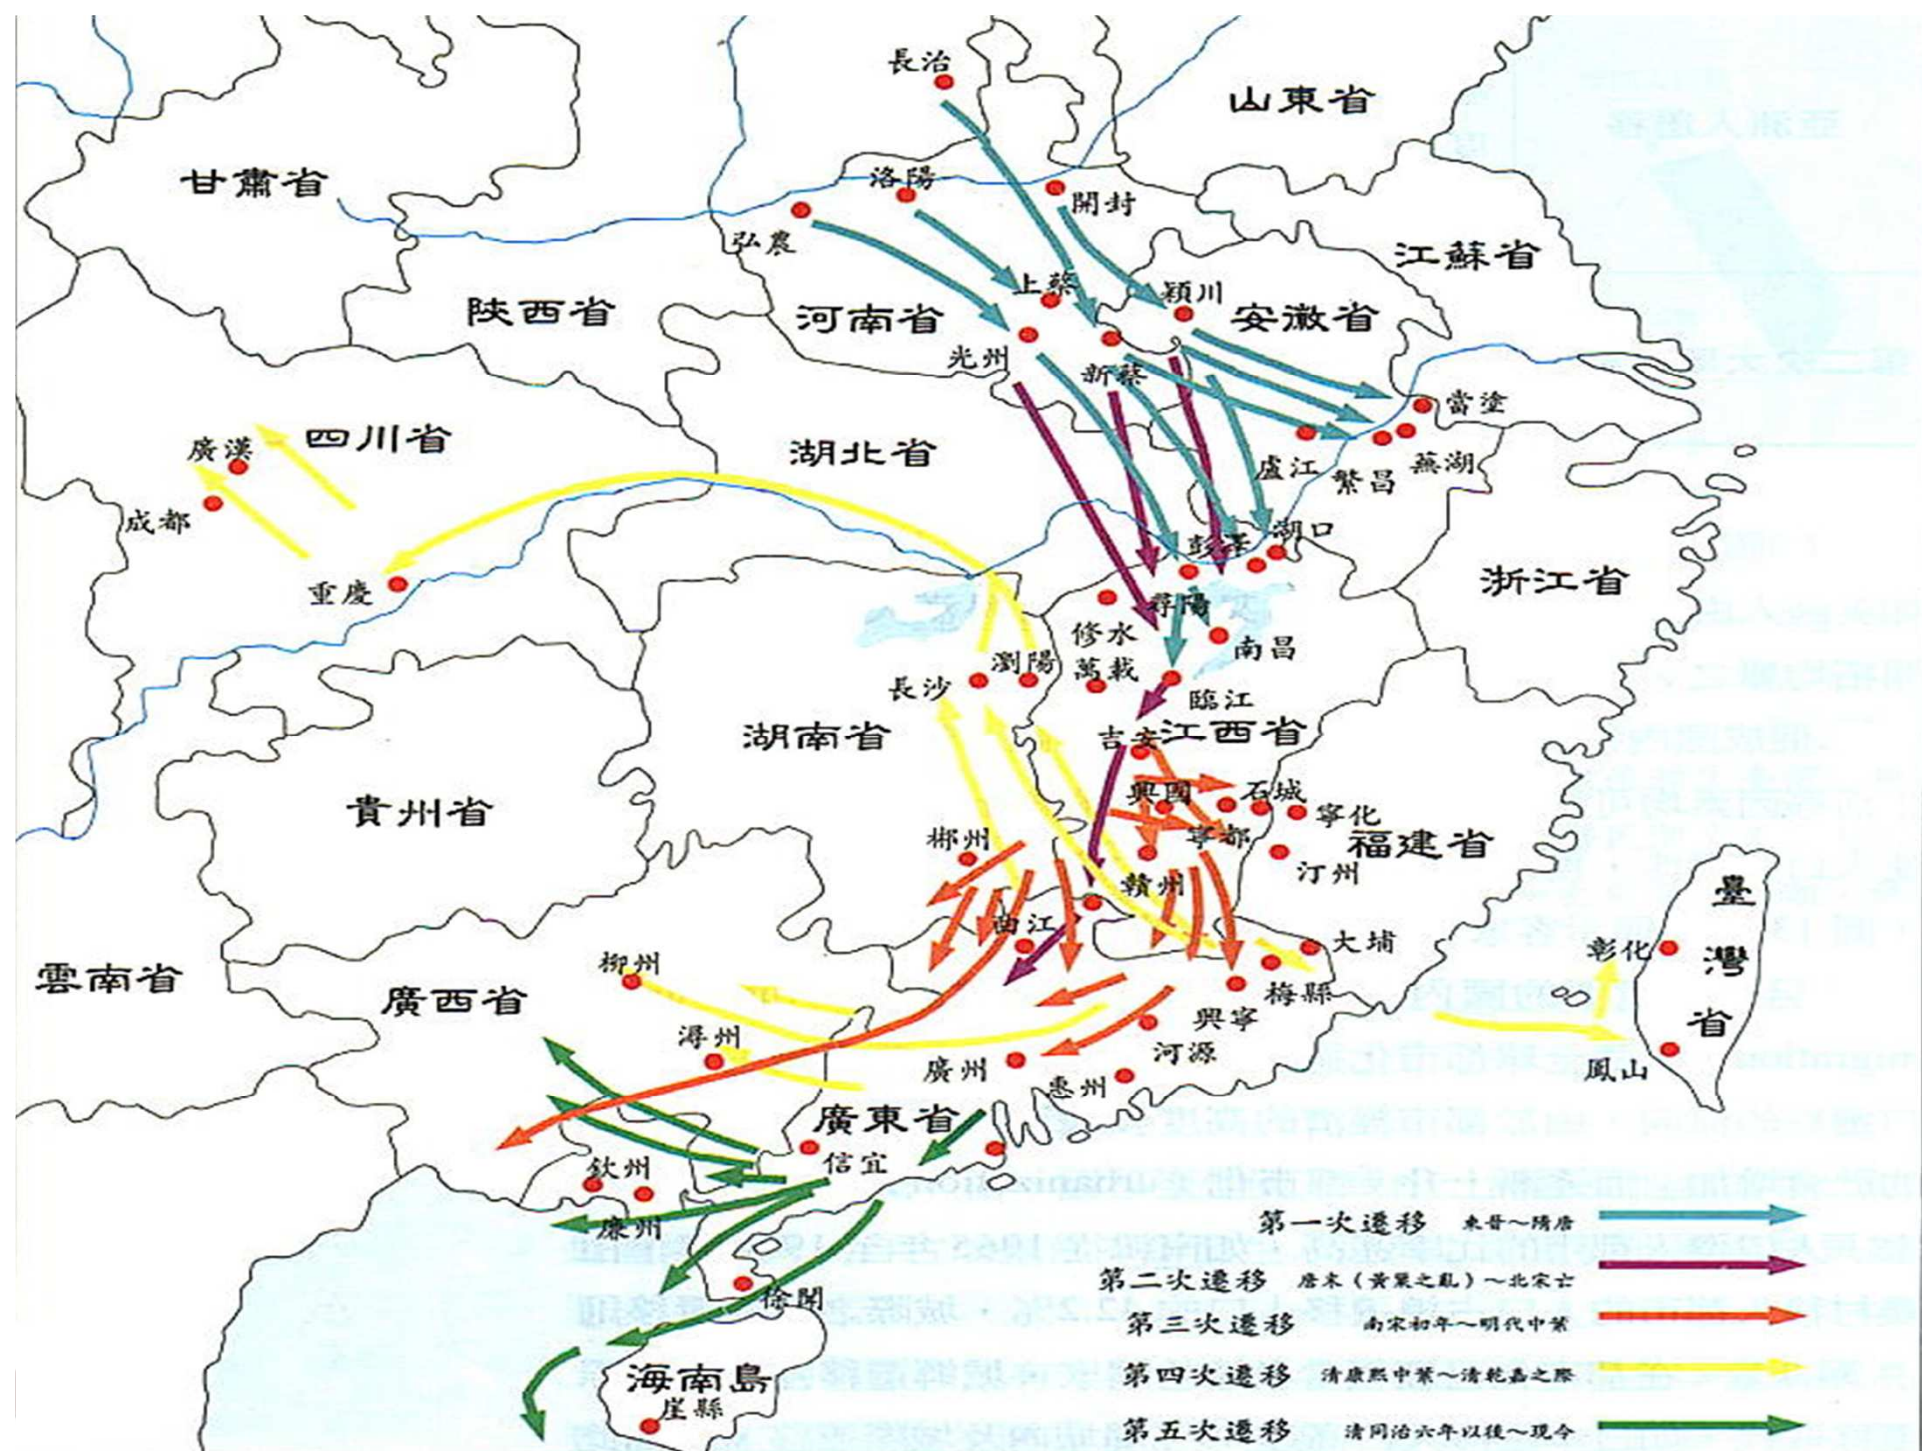 長治
山東省
甘肅省
洛陽
開封
弘農
江蘇省
上蔡
潁川
陝西省
河南省
安徽省
光州
新蔡
當塗
廣漢
四川省
湖北省
盧江
繁昌
蕪湖
成都
湖口
彭澤
重慶
浙江省
尋陽
修水
南昌
瀏陽
萬載
長沙
臨江
湖南省
吉安
江西省
興國
石城
貴州省
寧化
郴州
寧都
福建省
汀州
贛州
臺
灣
省
曲江
大埔
彰化
柳州
雲南省
廣西省
梅縣
興寧
潯州
河源
廣州
惠州
鳳山
廣東省
信宜
欽州
廉州
徐聞
海南島
崖縣
第一次遷移 東晉～隋唐
第二次遷移 唐末（黃巢之亂）～北宋亡
第三次遷移 南宋初年～明代中葉
第四次遷移 清康熙中葉～清乾嘉之際
第五次遷移 清同治六年以後～現今